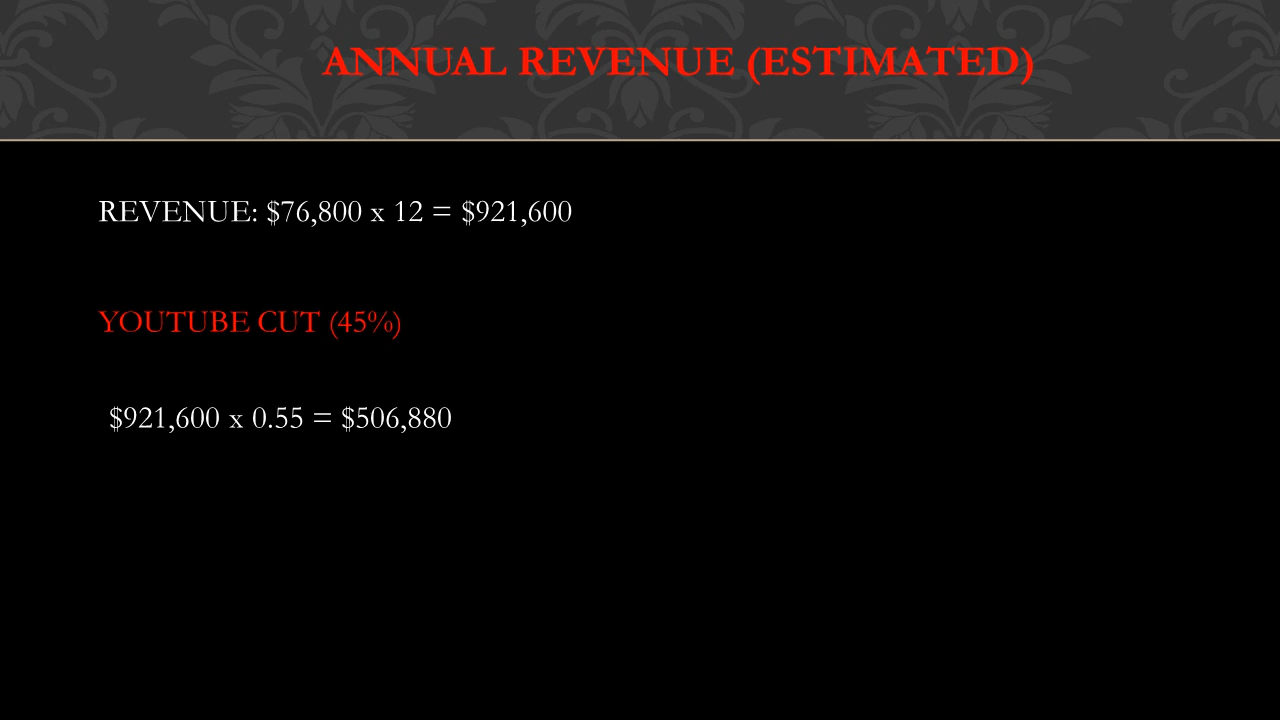 ANNUAL REVENUE (ESTIMATED)
REVENUE: $76,800 x 12 = $921,600
YOUTUBE CUT (45%)
$921,600 x 0.55 = $506,880